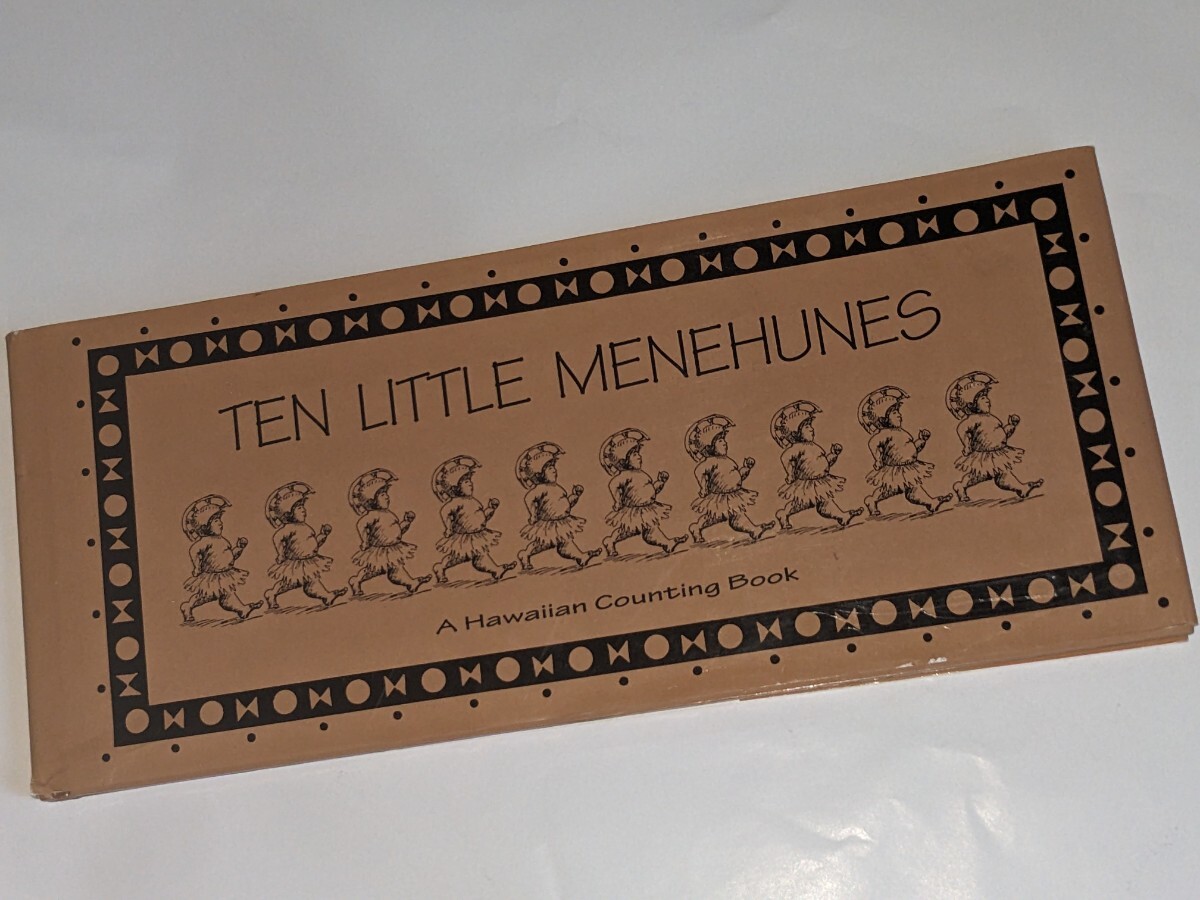 TEN LITTLE MENEHUNES
A Hawaiian Counting Book